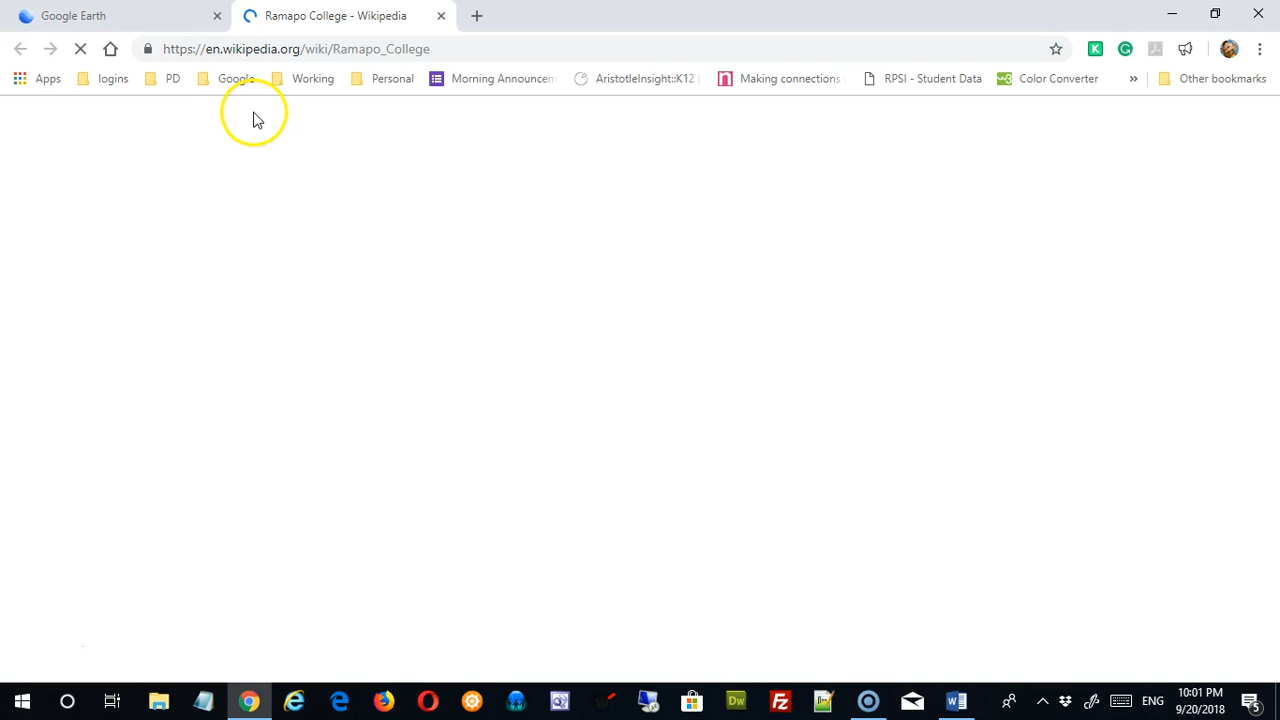 Google Earth
Ramapo College - Wikipedia
https://en.wikipedia.org/wiki/Ramapo_College
Apps logins PD Google Working Personal Morning Announcem AristotleInsight::K12 Making connections RPSI - Student Data Color Converter » Other bookmarks
ENG
10:01 PM
9/20/2018
5